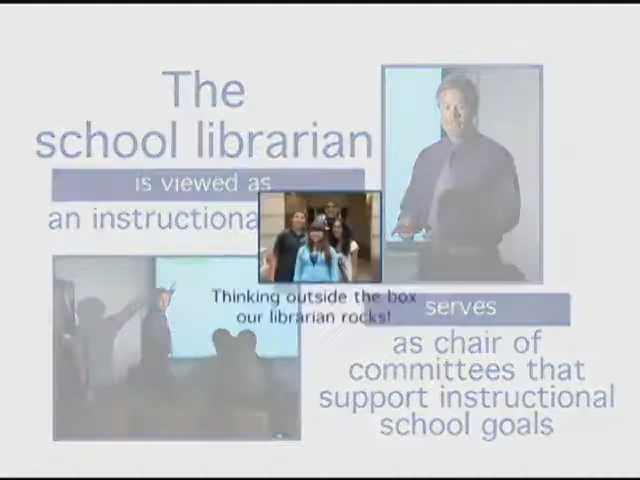 The
school librarian
is viewed as
an instructiona
Thinking outside the box
our librarian rocks!
serves
as chair of
committees that
support instructional
school goals